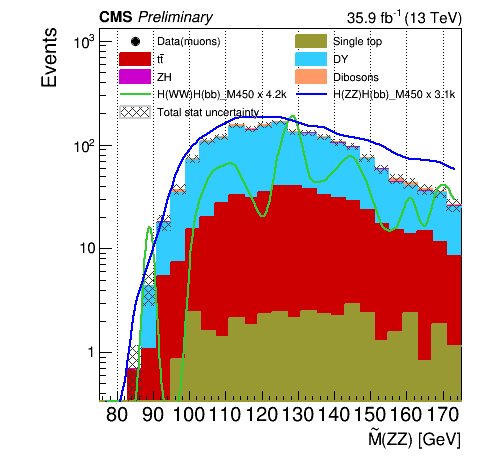 CMS Preliminary 35.9 fb⁻¹ (13 TeV)
Events
Data(muons) Single top
tt̅ DY
ZH Dibosons
H(WW)H(bb)_M450 x 4.2k H(ZZ)H(bb)_M450 x 3.1k
Total stat uncertainty
10³
10²
10
1
80 90 100 110 120 130 140 150 160 170
M̃(ZZ) [GeV]